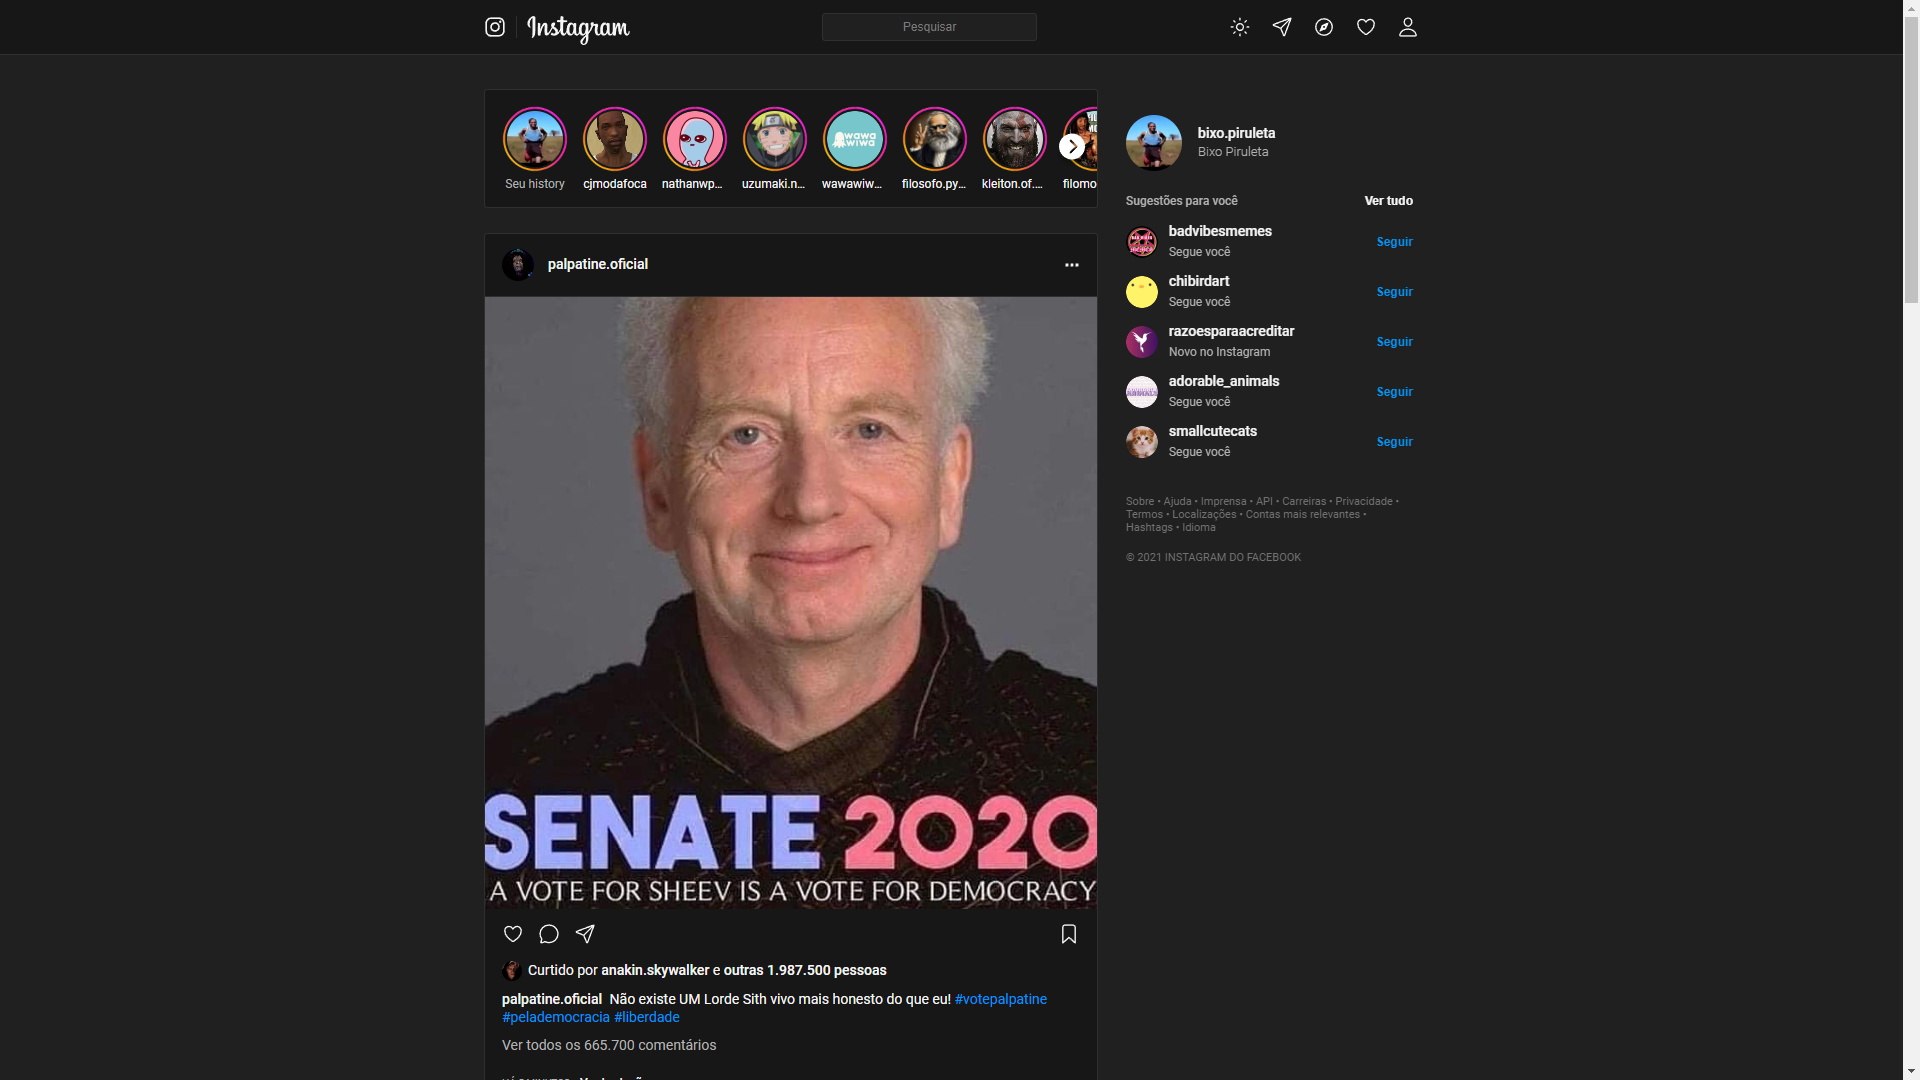 Instagram
Pesquisar
Seu history
cjmodafoca
nathanwp...
uzumaki.n...
wawawiw...
filosofo.py...
kleiton.of....
filomo
wawa
wiwa
bixo.piruleta
Bixo Piruleta
Sugestões para você
Ver tudo
badvibesmemes
Segue você
Seguir
chibirdart
Segue você
Seguir
razoesparaacreditar
Novo no Instagram
Seguir
adorable_animals
Segue você
Seguir
smallcutecats
Segue você
Seguir
Sobre • Ajuda • Imprensa • API • Carreiras • Privacidade •
Termos • Localizações • Contas mais relevantes •
Hashtags • Idioma
© 2021 INSTAGRAM DO FACEBOOK
palpatine.oficial
SENATE 2020
A VOTE FOR SHEEV IS A VOTE FOR DEMOCRACY
Curtido por anakin.skywalker e outras 1.987.500 pessoas
palpatine.oficial Não existe UM Lorde Sith vivo mais honesto do que eu! #votepalpatine
#pelademocracia #liberdade
Ver todos os 665.700 comentários